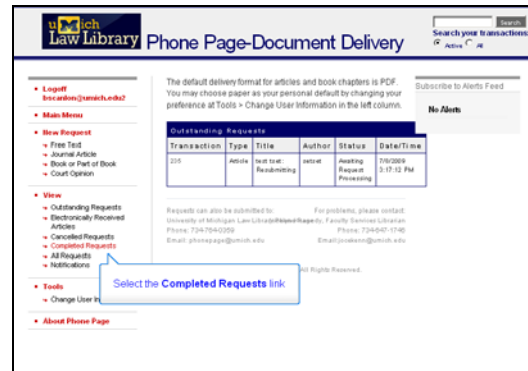 umich
Law Library
Phone Page-Document Delivery
Search
Search your transactions:
Active All
Logoff
bscanlon@umich.edu2
Main Menu
New Request
Free Text
Journal Article
Book or Part of Book
Court Opinion
View
Outstanding Requests
Electronically Received
Articles
Cancelled Requests
Completed Requests
All Requests
Notifications
Tools
Change User In
About Phone Page
The default delivery format for articles and book chapters is PDF.
You may choose paper as your personal default by changing your
preference at Tools > Change User Information in the left column.
Outstanding Requests
Transaction Type Title Author Status Date/Time
Article test test: Awaiting 7/9/2009
Resubmitting Request 3:17:12 PM
Processing
Requests can also be submitted to: For problems, please contact:
University of Michigan Law Faculty Services Librarian
Phone: 734-764-0359 Phone: 734-647-1746
Email: phonepage@umich.edu
All Rights Reserved.
Select the Completed Requests link
Subscribe to Alerts Feed
No Alerts